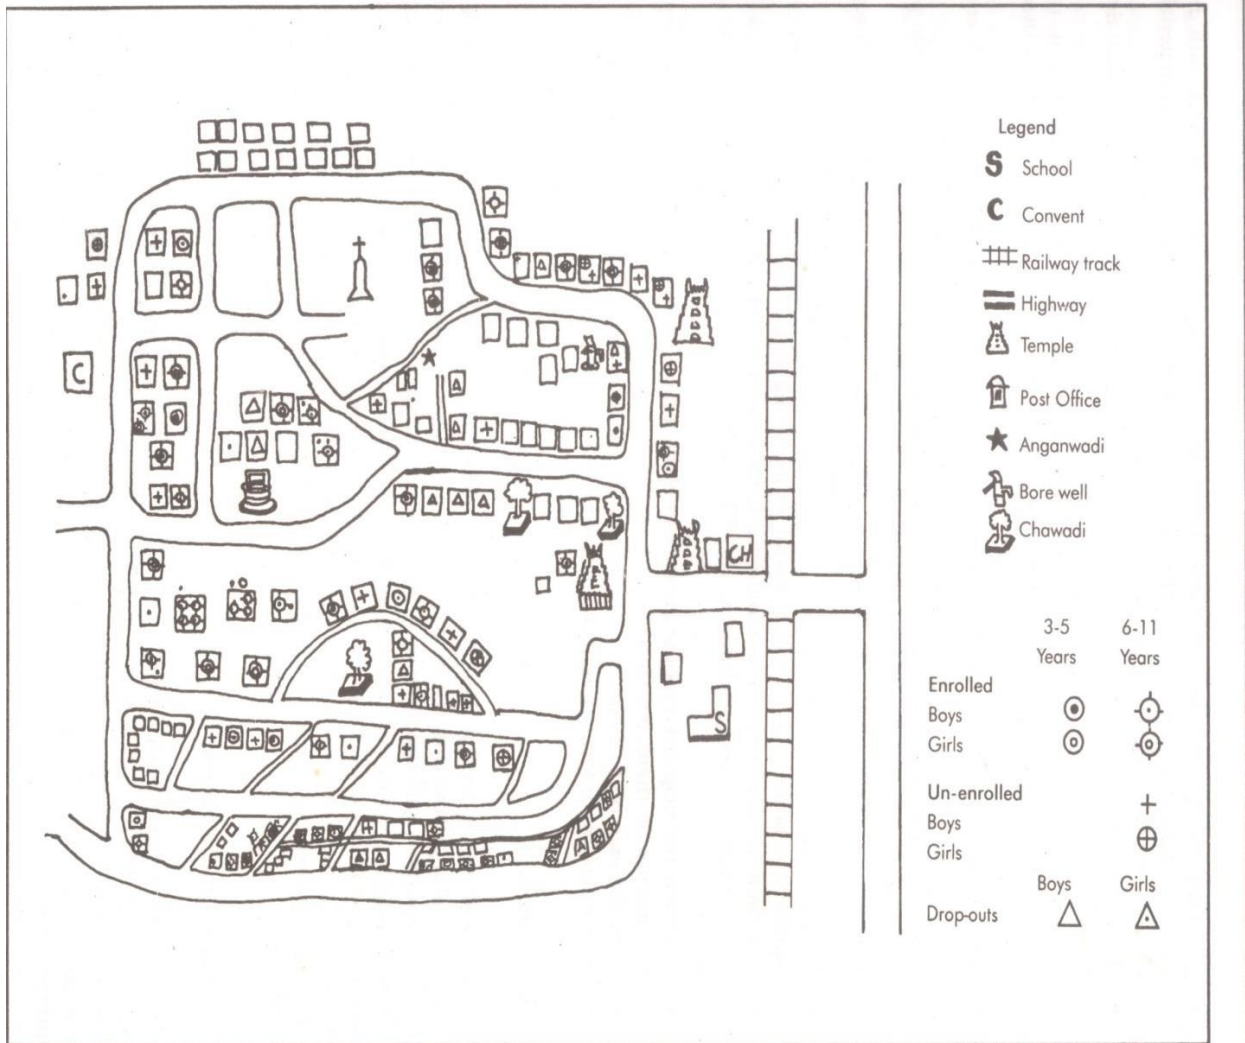 Legend
S School
C Convent
Railway track
Highway
Temple
Post Office
Anganwadi
Bore well
Chawadi
C
CH
S
3-5 6-11
Years Years
Enrolled
Boys
Girls
Un-enrolled
Boys
Girls
Boys Girls
Drop-outs